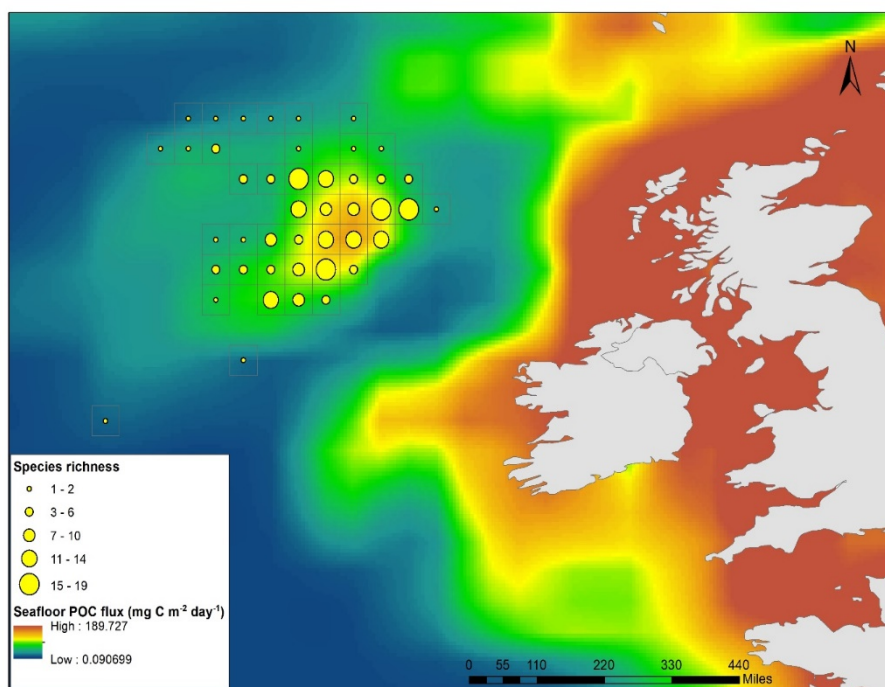 N
Species richness
1 - 2
3 - 6
7 - 10
11 - 14
15 - 19
Seafloor POC flux (mg C m⁻² day⁻¹)
High : 189.727
Low : 0.090699
0 55 110 220 330 440
Miles